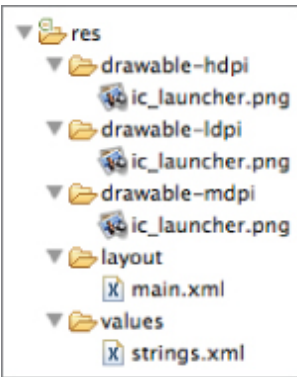 res
drawable-hdpi
ic_launcher.png
drawable-ldpi
ic_launcher.png
drawable-mdpi
ic_launcher.png
layout
main.xml
values
strings.xml